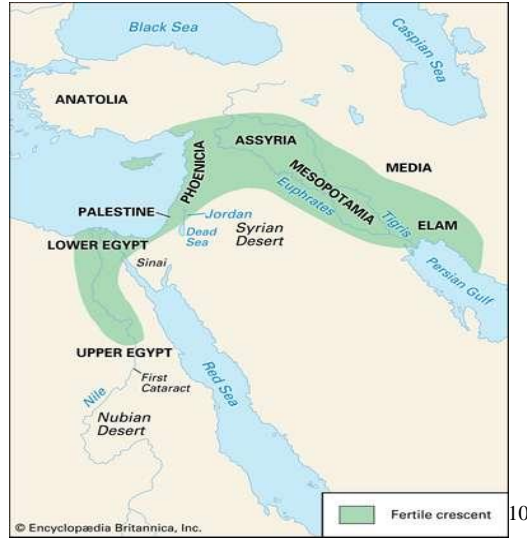 Black Sea
Caspian Sea
ANATOLIA
ASSYRIA
PHOENICIA
MESOPOTAMIA
MEDIA
Euphrates
Tigris
ELAM
PALESTINE
Jordan
Dead
Sea
Syrian
Desert
LOWER EGYPT
Sinai
Persian Gulf
UPPER EGYPT
First
Cataract
Nile
Red Sea
Nubian
Desert
Fertile crescent
10
© Encyclopædia Britannica, Inc.